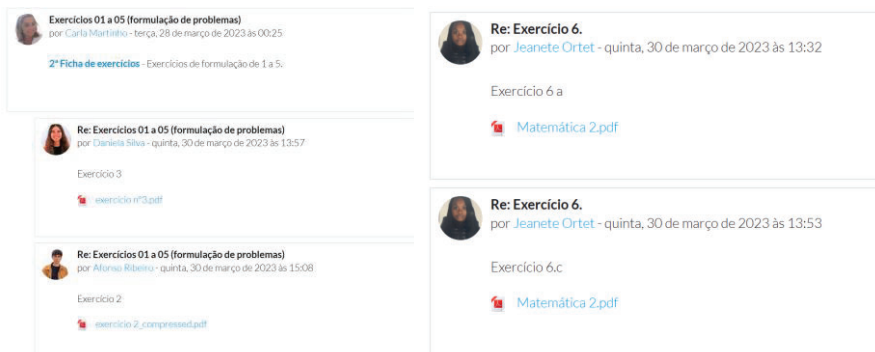 Exercícios 01 a 05 (formulação de problemas)
por Carla Martinho - terça, 28 de março de 2023 às 00:25
2ª Ficha de exercícios - Exercícios de formulação de 1 a 5.
Re: Exercícios 01 a 05 (formulação de problemas)
por Daniela Silva - quinta, 30 de março de 2023 às 13:57
Exercício 3
exercicio nº3.pdf
Re: Exercícios 01 a 05 (formulação de problemas)
por Afonso Ribeiro - quinta, 30 de março de 2023 às 15:08
Exercício 2
exercício 2_compressed.pdf
Re: Exercício 6.
por Jeanete Ortet - quinta, 30 de março de 2023 às 13:32
Exercício 6 a
Matemática 2.pdf
Re: Exercício 6.
por Jeanete Ortet - quinta, 30 de março de 2023 às 13:53
Exercício 6.c
Matemática 2.pdf